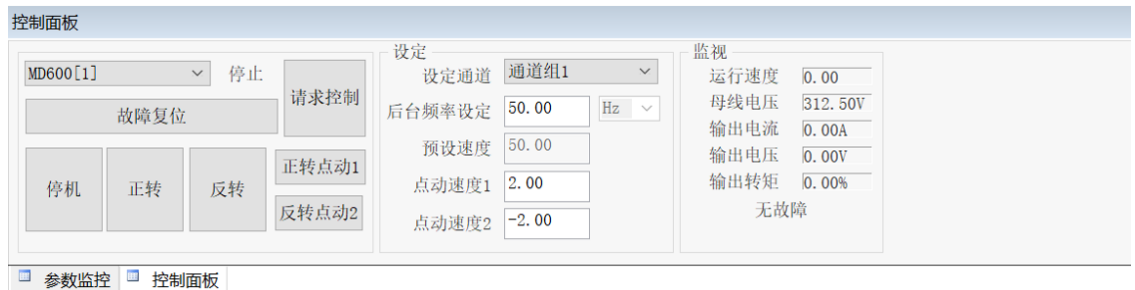 控制面板
MD600[1] 停止
请求控制
故障复位
停机 正转 反转
正转点动1
反转点动2
设定
设定通道 通道组1
后台频率设定 50.00 Hz
预设速度 50.00
点动速度1 2.00
点动速度2 -2.00
监视
运行速度 0.00
母线电压 312.50V
输出电流 0.00A
输出电压 0.00V
输出转矩 0.00%
无故障
参数监控 控制面板